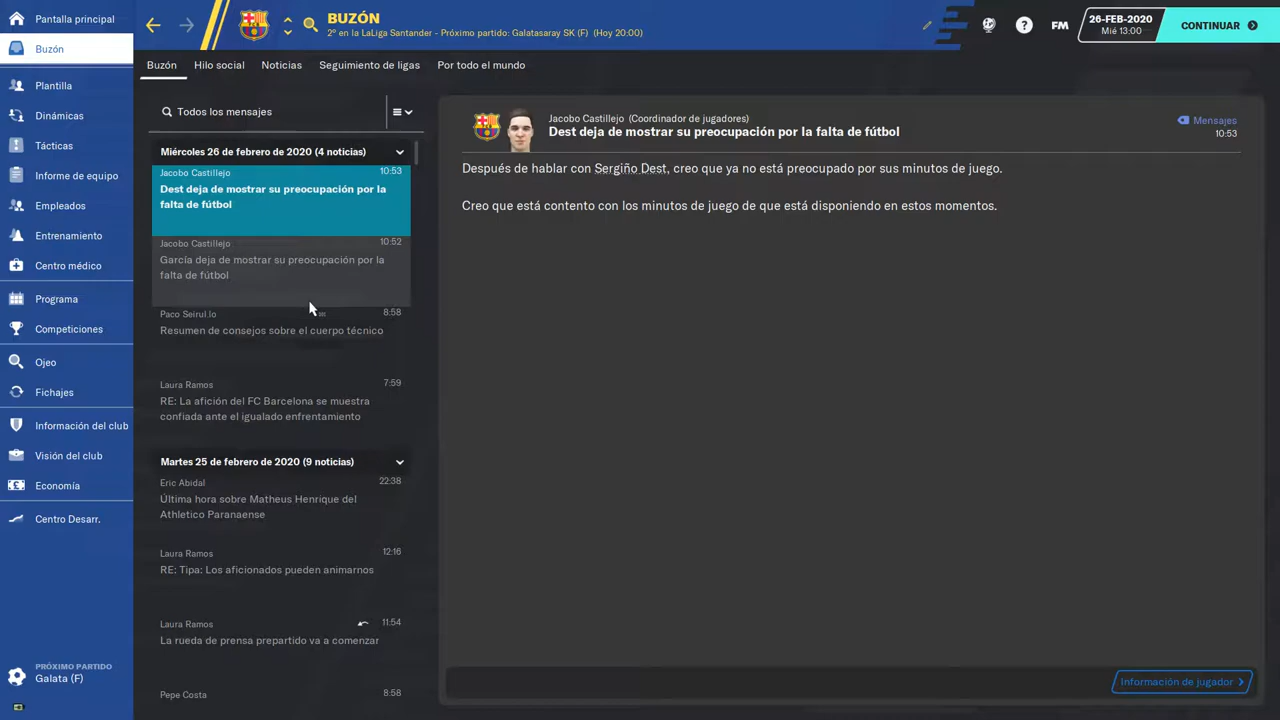 Pantalla principal
Buzón
Plantilla
Dinámicas
Tácticas
Informe de equipo
Empleados
Entrenamiento
Centro médico
Programa
Competiciones
Ojeo
Fichajes
Información del club
Visión del club
Economía
Centro Desarr.
PRÓXIMO PARTIDO
Galata (F)
BUZÓN
2º en la LaLiga Santander - Próximo partido: Galatasaray SK (F) (Hoy 20:00)
FM
26-FEB-2020
Mié 13:00
CONTINUAR
Buzón Hilo social Noticias Seguimiento de ligas Por todo el mundo
Todos los mensajes
Miércoles 26 de febrero de 2020 (4 noticias)
Jacobo Castillejo 10:53
Dest deja de mostrar su preocupación por la
falta de fútbol
Jacobo Castillejo 10:52
García deja de mostrar su preocupación por la
falta de fútbol
Paco Seirul.lo 8:58
Resumen de consejos sobre el cuerpo técnico
Laura Ramos 7:59
RE: La afición del FC Barcelona se muestra
confiada ante el igualado enfrentamiento
Martes 25 de febrero de 2020 (9 noticias)
Eric Abidal 22:38
Última hora sobre Matheus Henrique del
Athletico Paranaense
Laura Ramos 12:16
RE: Tipa: Los aficionados pueden animarnos
Laura Ramos 11:54
La rueda de prensa prepartido va a comenzar
Pepe Costa 8:58
Jacobo Castillejo (Coordinador de jugadores)
Dest deja de mostrar su preocupación por la falta de fútbol
Mensajes
10:53
Después de hablar con Sergiño Dest, creo que ya no está preocupado por sus minutos de juego.
Creo que está contento con los minutos de juego de que está disponiendo en estos momentos.
Información de jugador